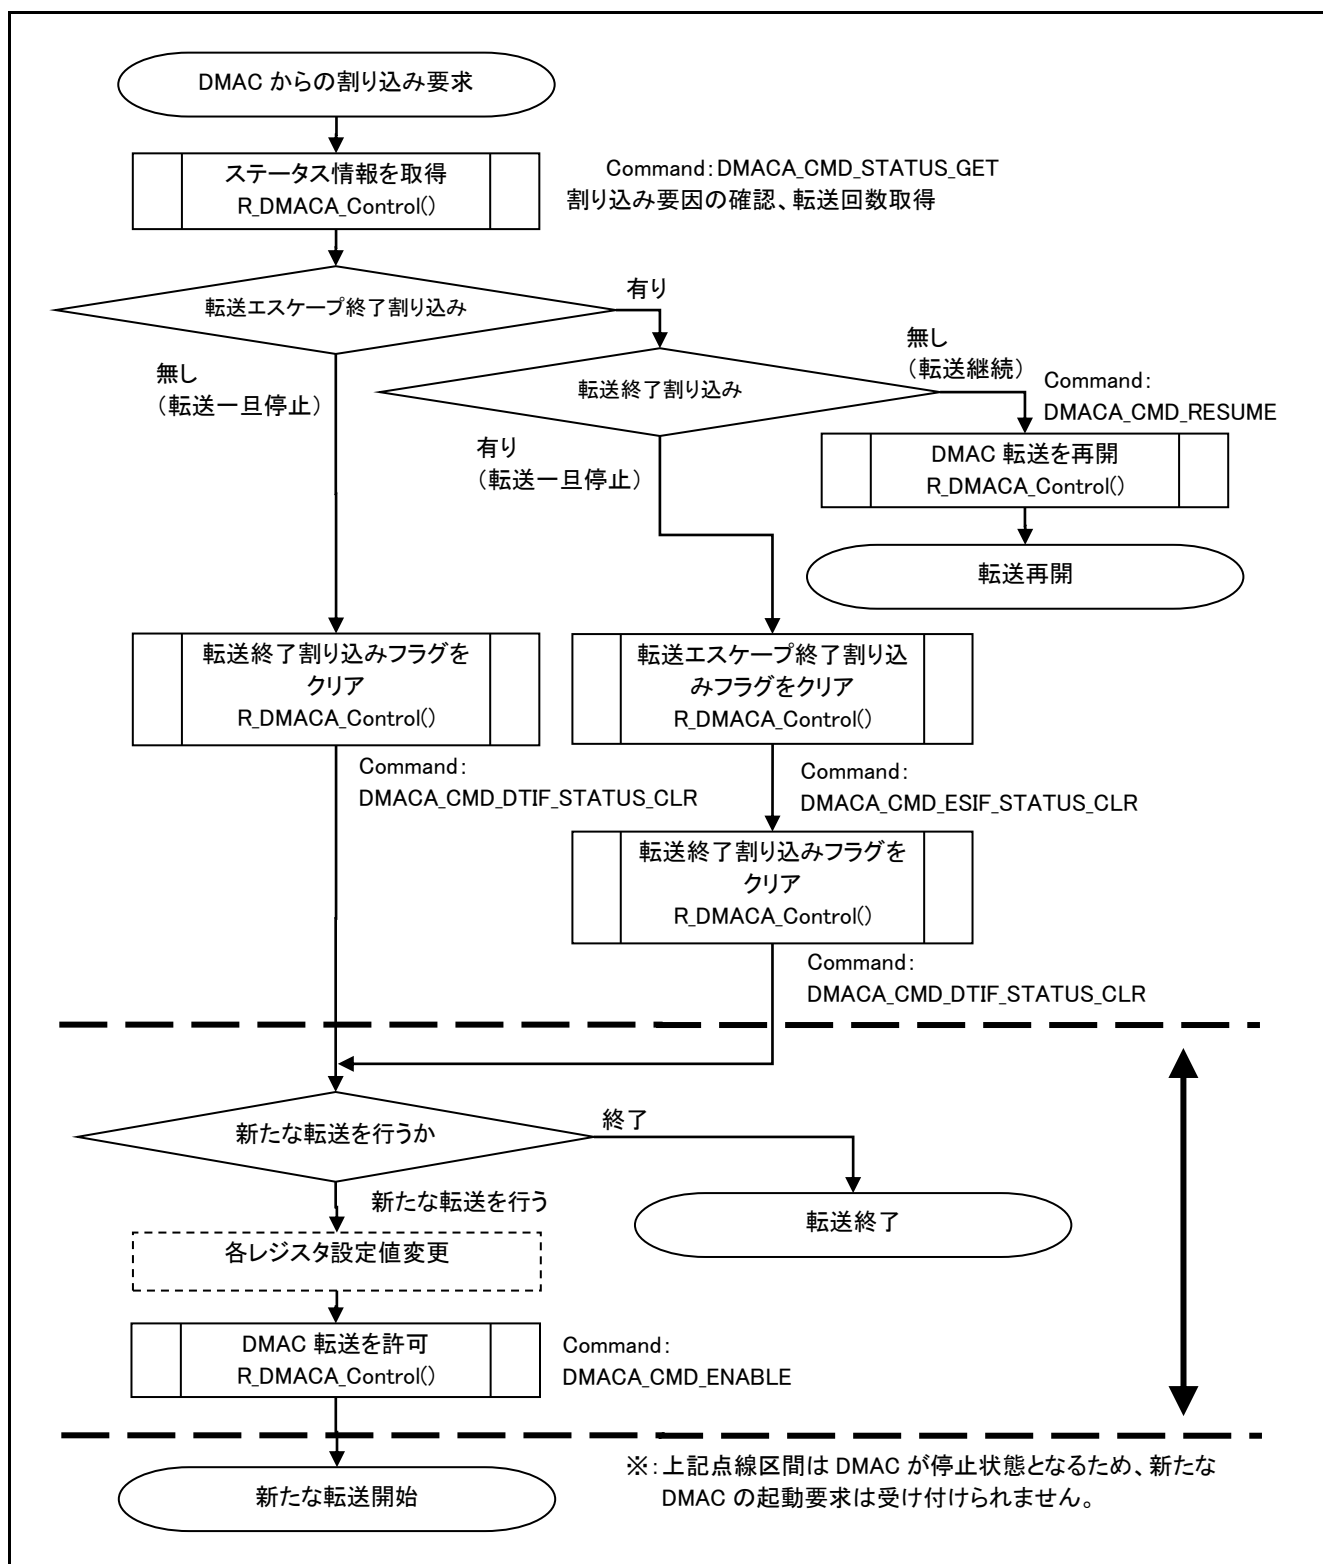 DMAC からの割り込み要求
ステータス情報を取得
R_DMACA_Control()
Command：DMACA_CMD_STATUS_GET
割り込み要因の確認、転送回数取得
転送エスケープ終了割り込み
有り
無し
（転送一旦停止）
転送終了割り込み
無し
（転送継続）
Command：
DMACA_CMD_RESUME
有り
（転送一旦停止）
DMAC 転送を再開
R_DMACA_Control()
転送再開
転送終了割り込みフラグを
クリア
R_DMACA_Control()
転送エスケープ終了割り込
みフラグをクリア
R_DMACA_Control()
Command：
DMACA_CMD_DTIF_STATUS_CLR
Command：
DMACA_CMD_ESIF_STATUS_CLR
転送終了割り込みフラグを
クリア
R_DMACA_Control()
Command：
DMACA_CMD_DTIF_STATUS_CLR
新たな転送を行うか
終了
新たな転送を行う
転送終了
各レジスタ設定値変更
DMAC 転送を許可
R_DMACA_Control()
Command：
DMACA_CMD_ENABLE
新たな転送開始
※：上記点線区間は DMAC が停止状態となるため、新たな
DMAC の起動要求は受け付けられません。